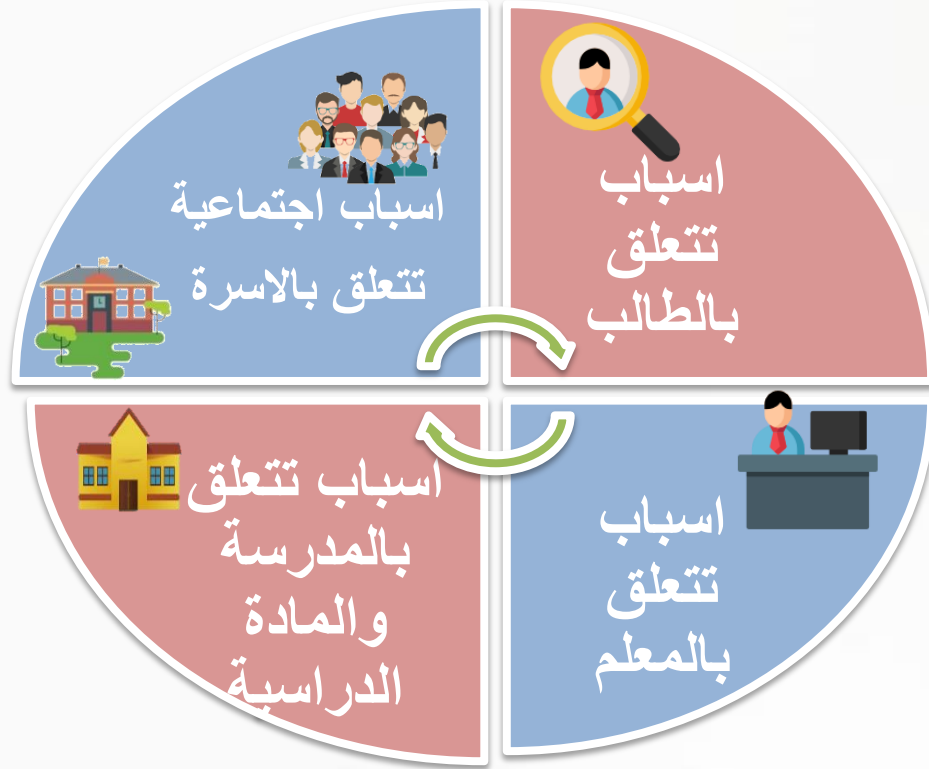 اسباب
تتعلق
بالطالب
اسباب اجتماعية
تتعلق بالاسرة
اسباب
تتعلق
بالمعلم
اسباب تتعلق
بالمدرسة
والمادة
الدراسية